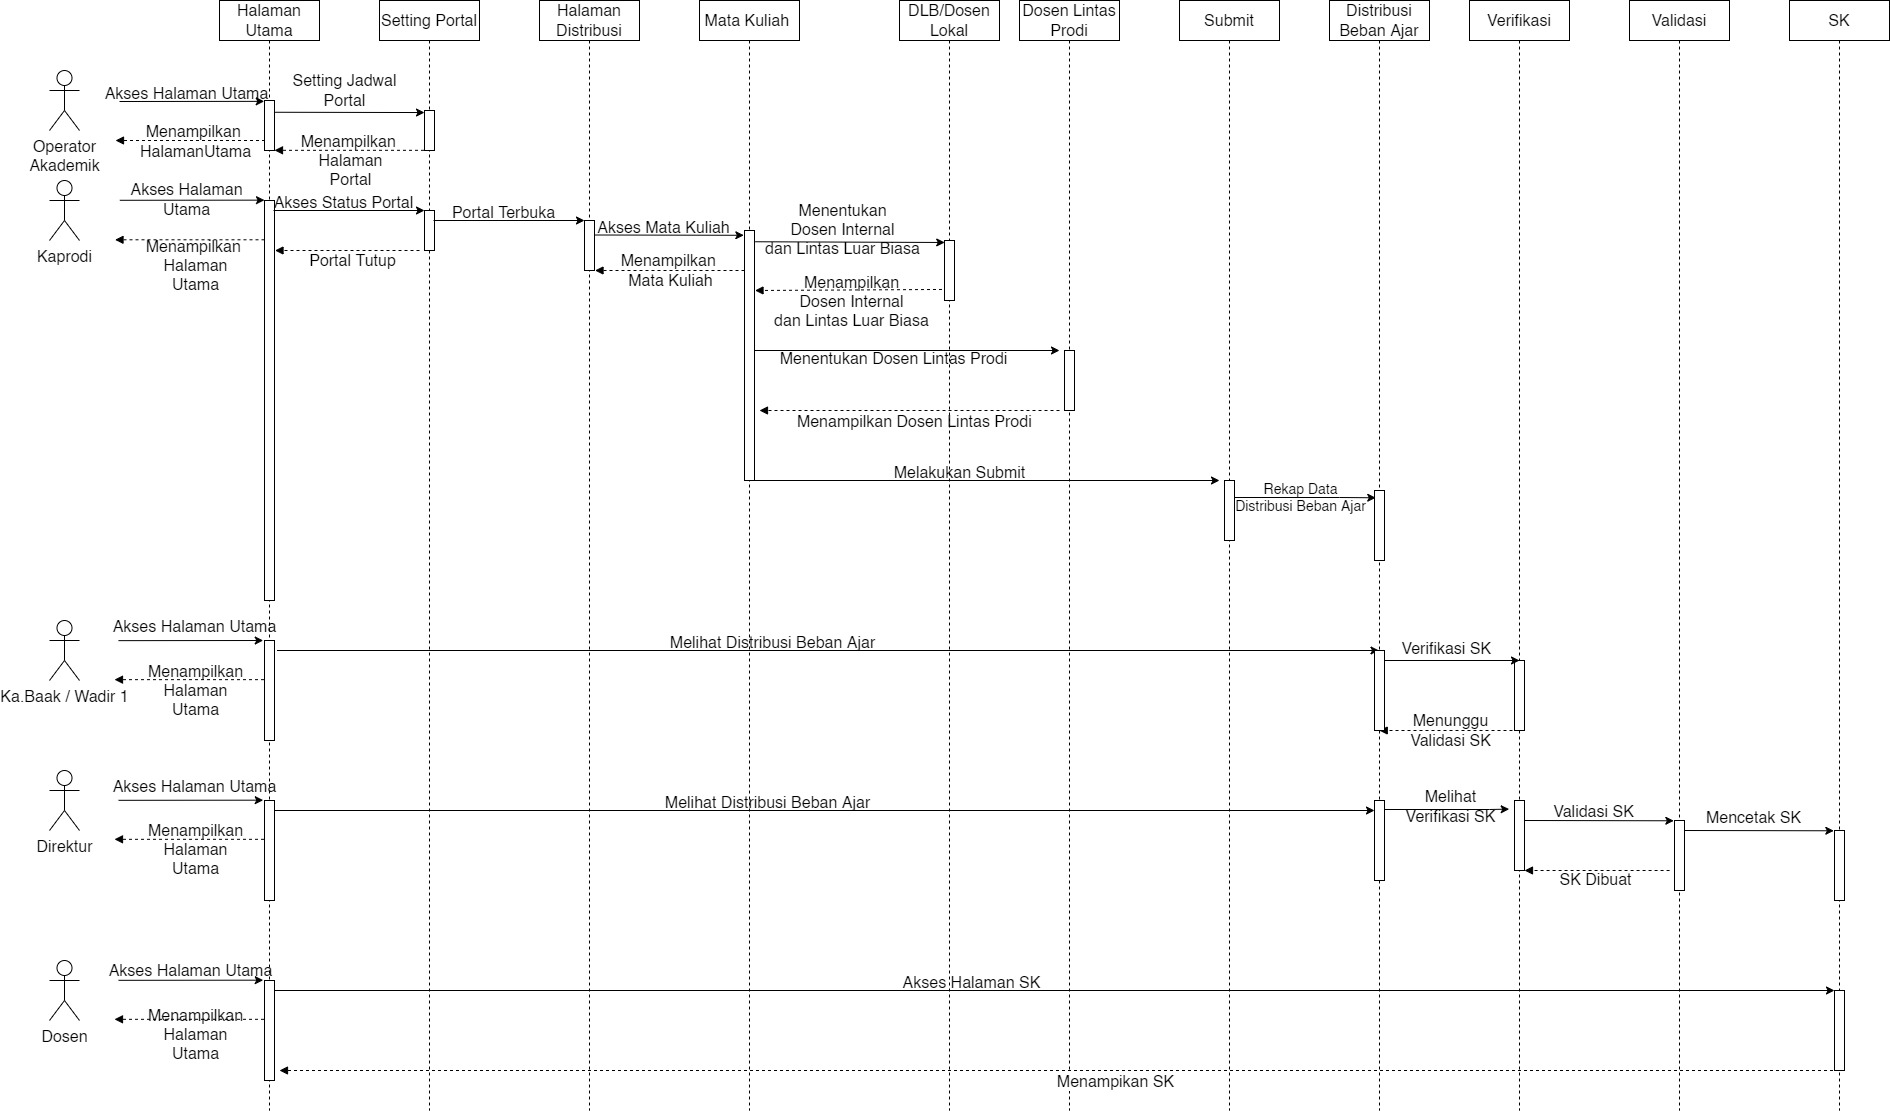 Halaman
Utama
Setting Portal
Halaman
Distribusi
Mata Kuliah
DLB/Dosen
Lokal
Dosen Lintas
Prodi
Submit
Distribusi
Beban Ajar
Verifikasi
Validasi
SK
Operator
Akademik
Akses Halaman Utama
Setting Jadwal
Portal
Menampilkan
HalamanUtama
Menampilkan
Halaman
Portal
Kaprodi
Akses Halaman
Utama
Akses Status Portal
Portal Terbuka
Akses Mata Kuliah
Menentukan
Dosen Internal
dan Lintas Luar Biasa
Menampilkan
Halaman
Utama
Portal Tutup
Menampilkan
Mata Kuliah
Menampilkan
Dosen Internal
dan Lintas Luar Biasa
Menentukan Dosen Lintas Prodi
Menampilkan Dosen Lintas Prodi
Melakukan Submit
Rekap Data
Distribusi Beban Ajar
Ka.Baak / Wadir 1
Akses Halaman Utama
Melihat Distribusi Beban Ajar
Verifikasi SK
Menampilkan
Halaman
Utama
Menunggu
Validasi SK
Direktur
Akses Halaman Utama
Melihat Distribusi Beban Ajar
Melihat
Verifikasi SK
Validasi SK
Mencetak SK
Menampilkan
Halaman
Utama
SK Dibuat
Dosen
Akses Halaman Utama
Akses Halaman SK
Menampilkan
Halaman
Utama
Menampikan SK